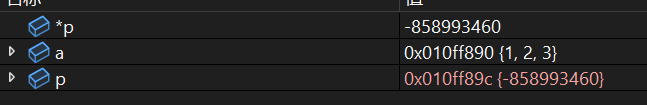 *p -858993460
a 0x010ff890 {1, 2, 3}
p 0x010ff89c {-858993460}